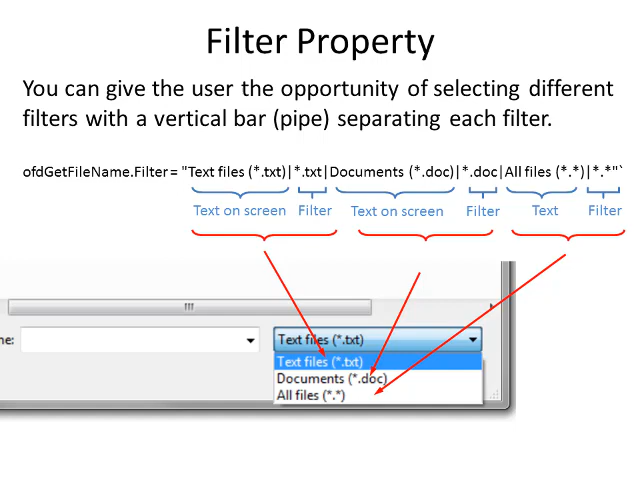 Filter Property
You can give the user the opportunity of selecting different
filters with a vertical bar (pipe) separating each filter.
ofdGetFileName.Filter = "Text files (*.txt)|*.txt|Documents (*.doc)|*.doc|All files (*.*)|*.*"`
Text on screen Filter Text on screen Filter Text Filter
ne: Text files (*.txt)
Text files (*.txt)
Documents (*.doc)
All files (*.*)